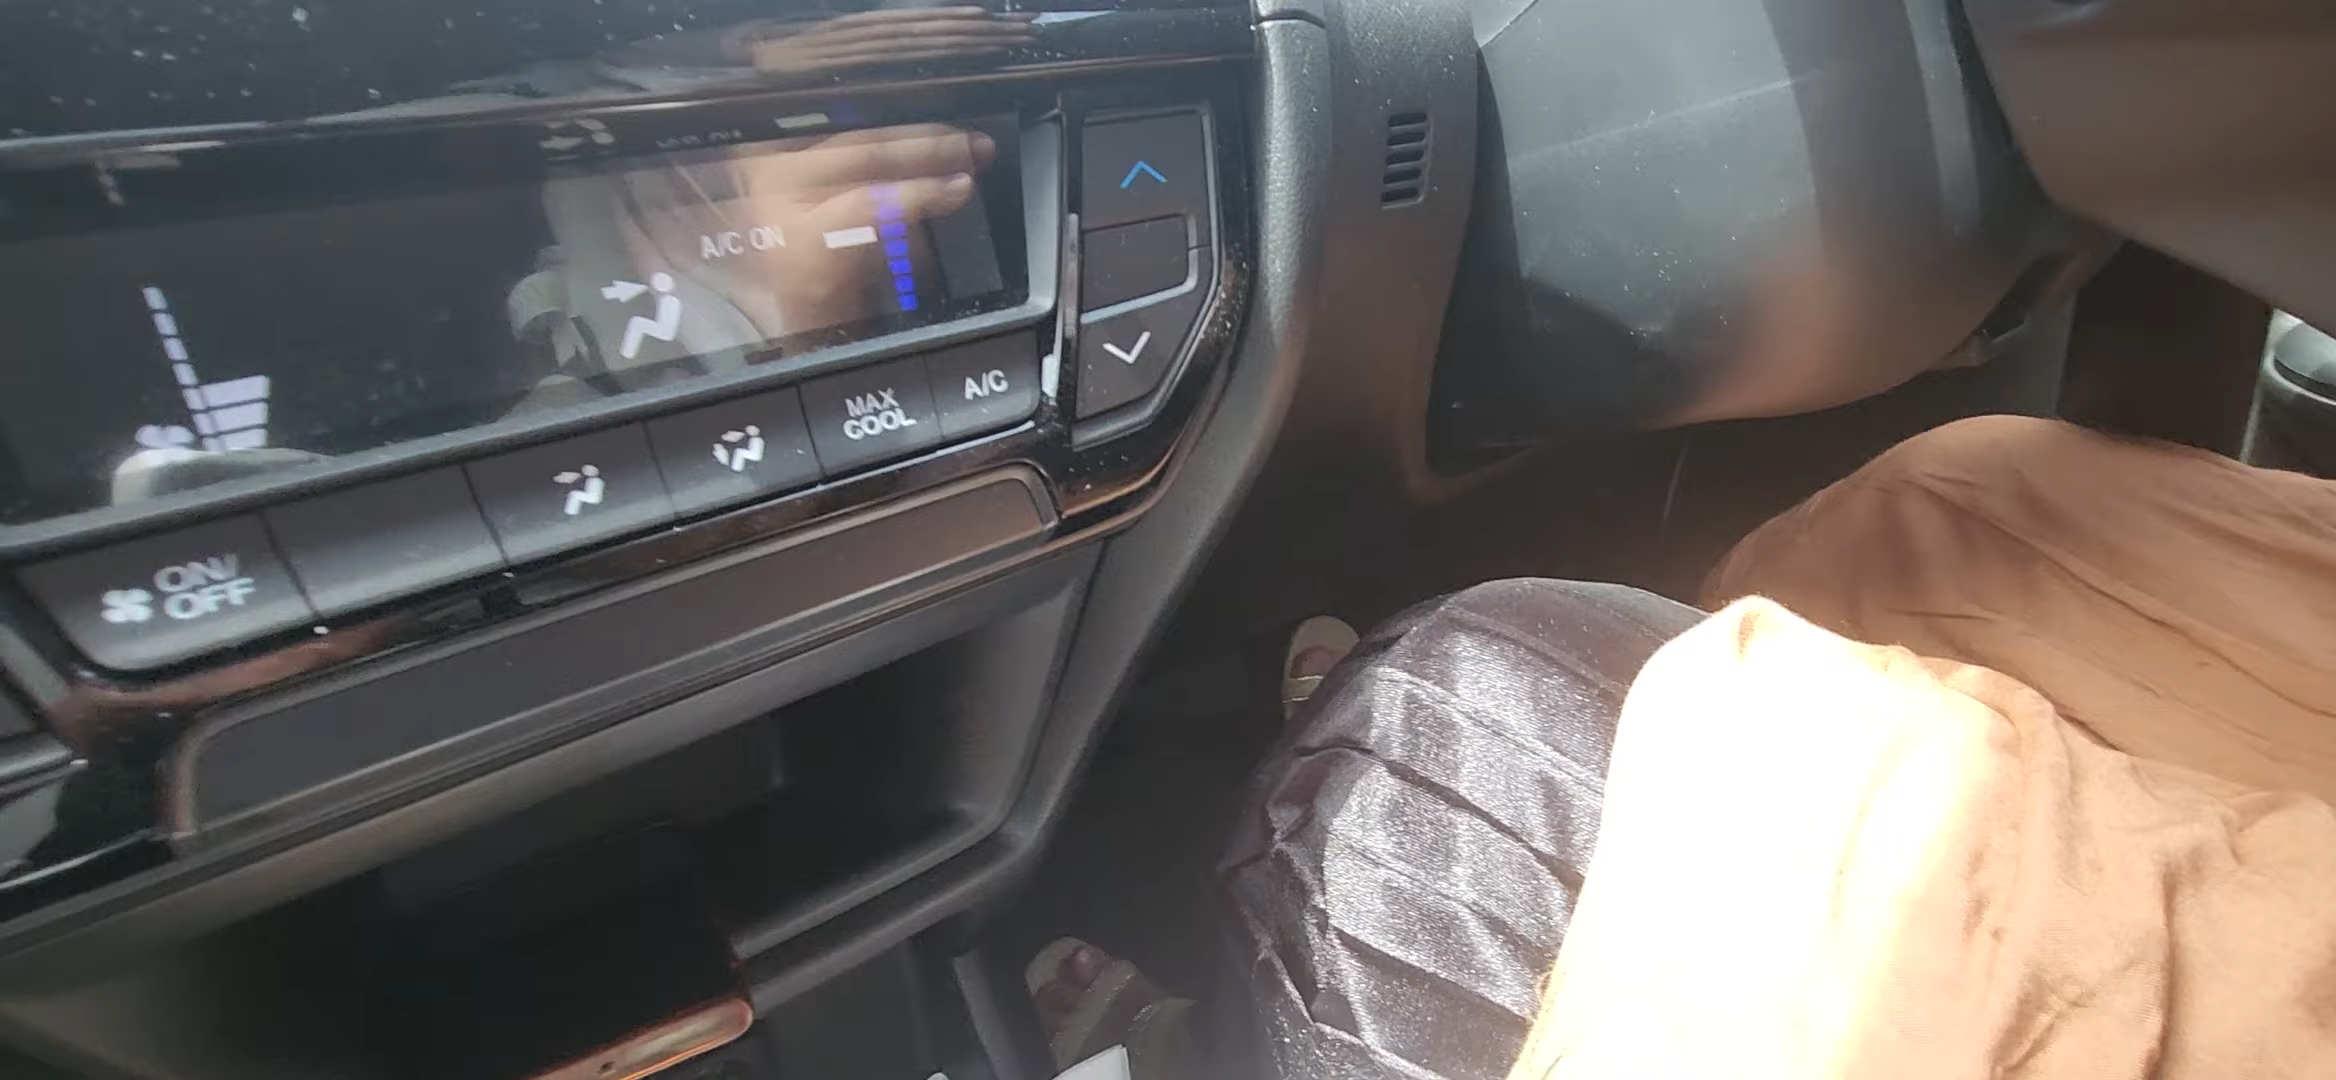 A/C ON
MAX
COOL
A/C
ON/
OFF